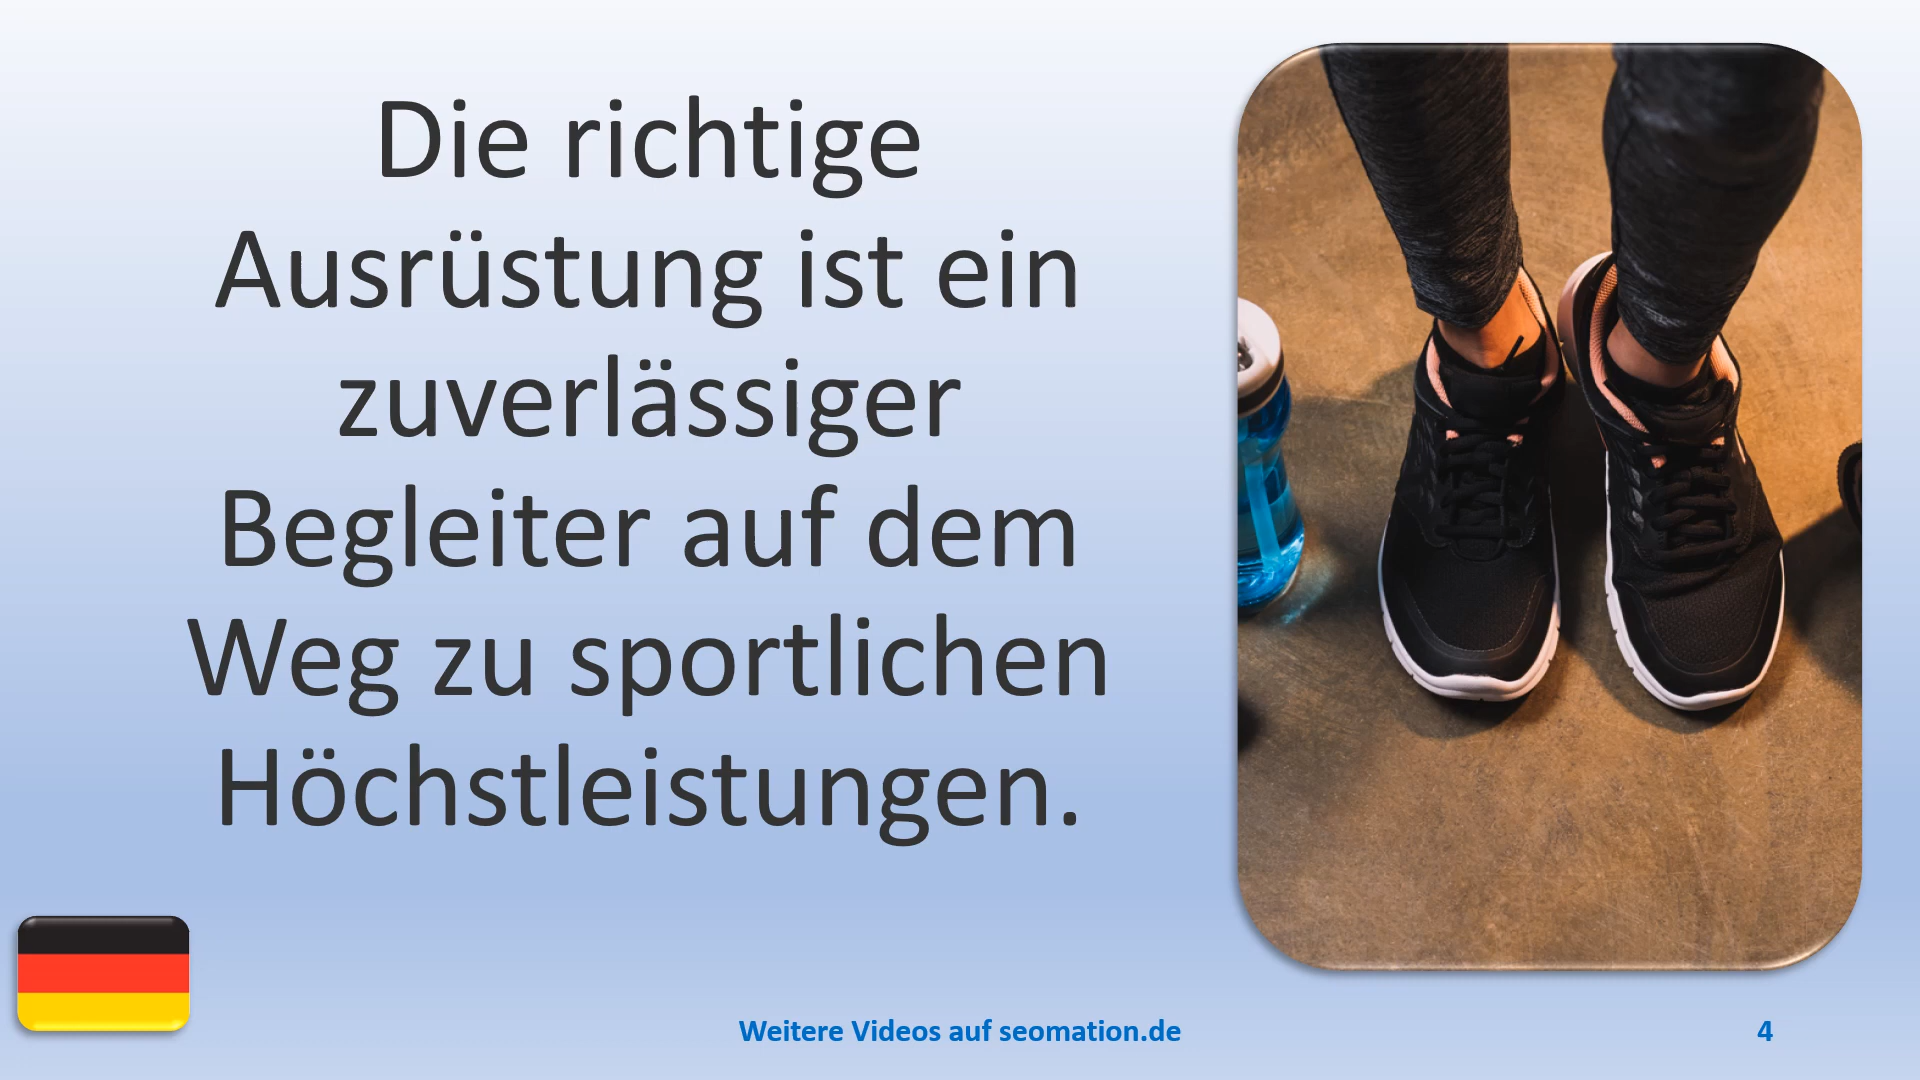 Die richtige
Ausrüstung ist ein
zuverlässiger
Begleiter auf dem
Weg zu sportlichen
Höchstleistungen.
Weitere Videos auf seomation.de
4